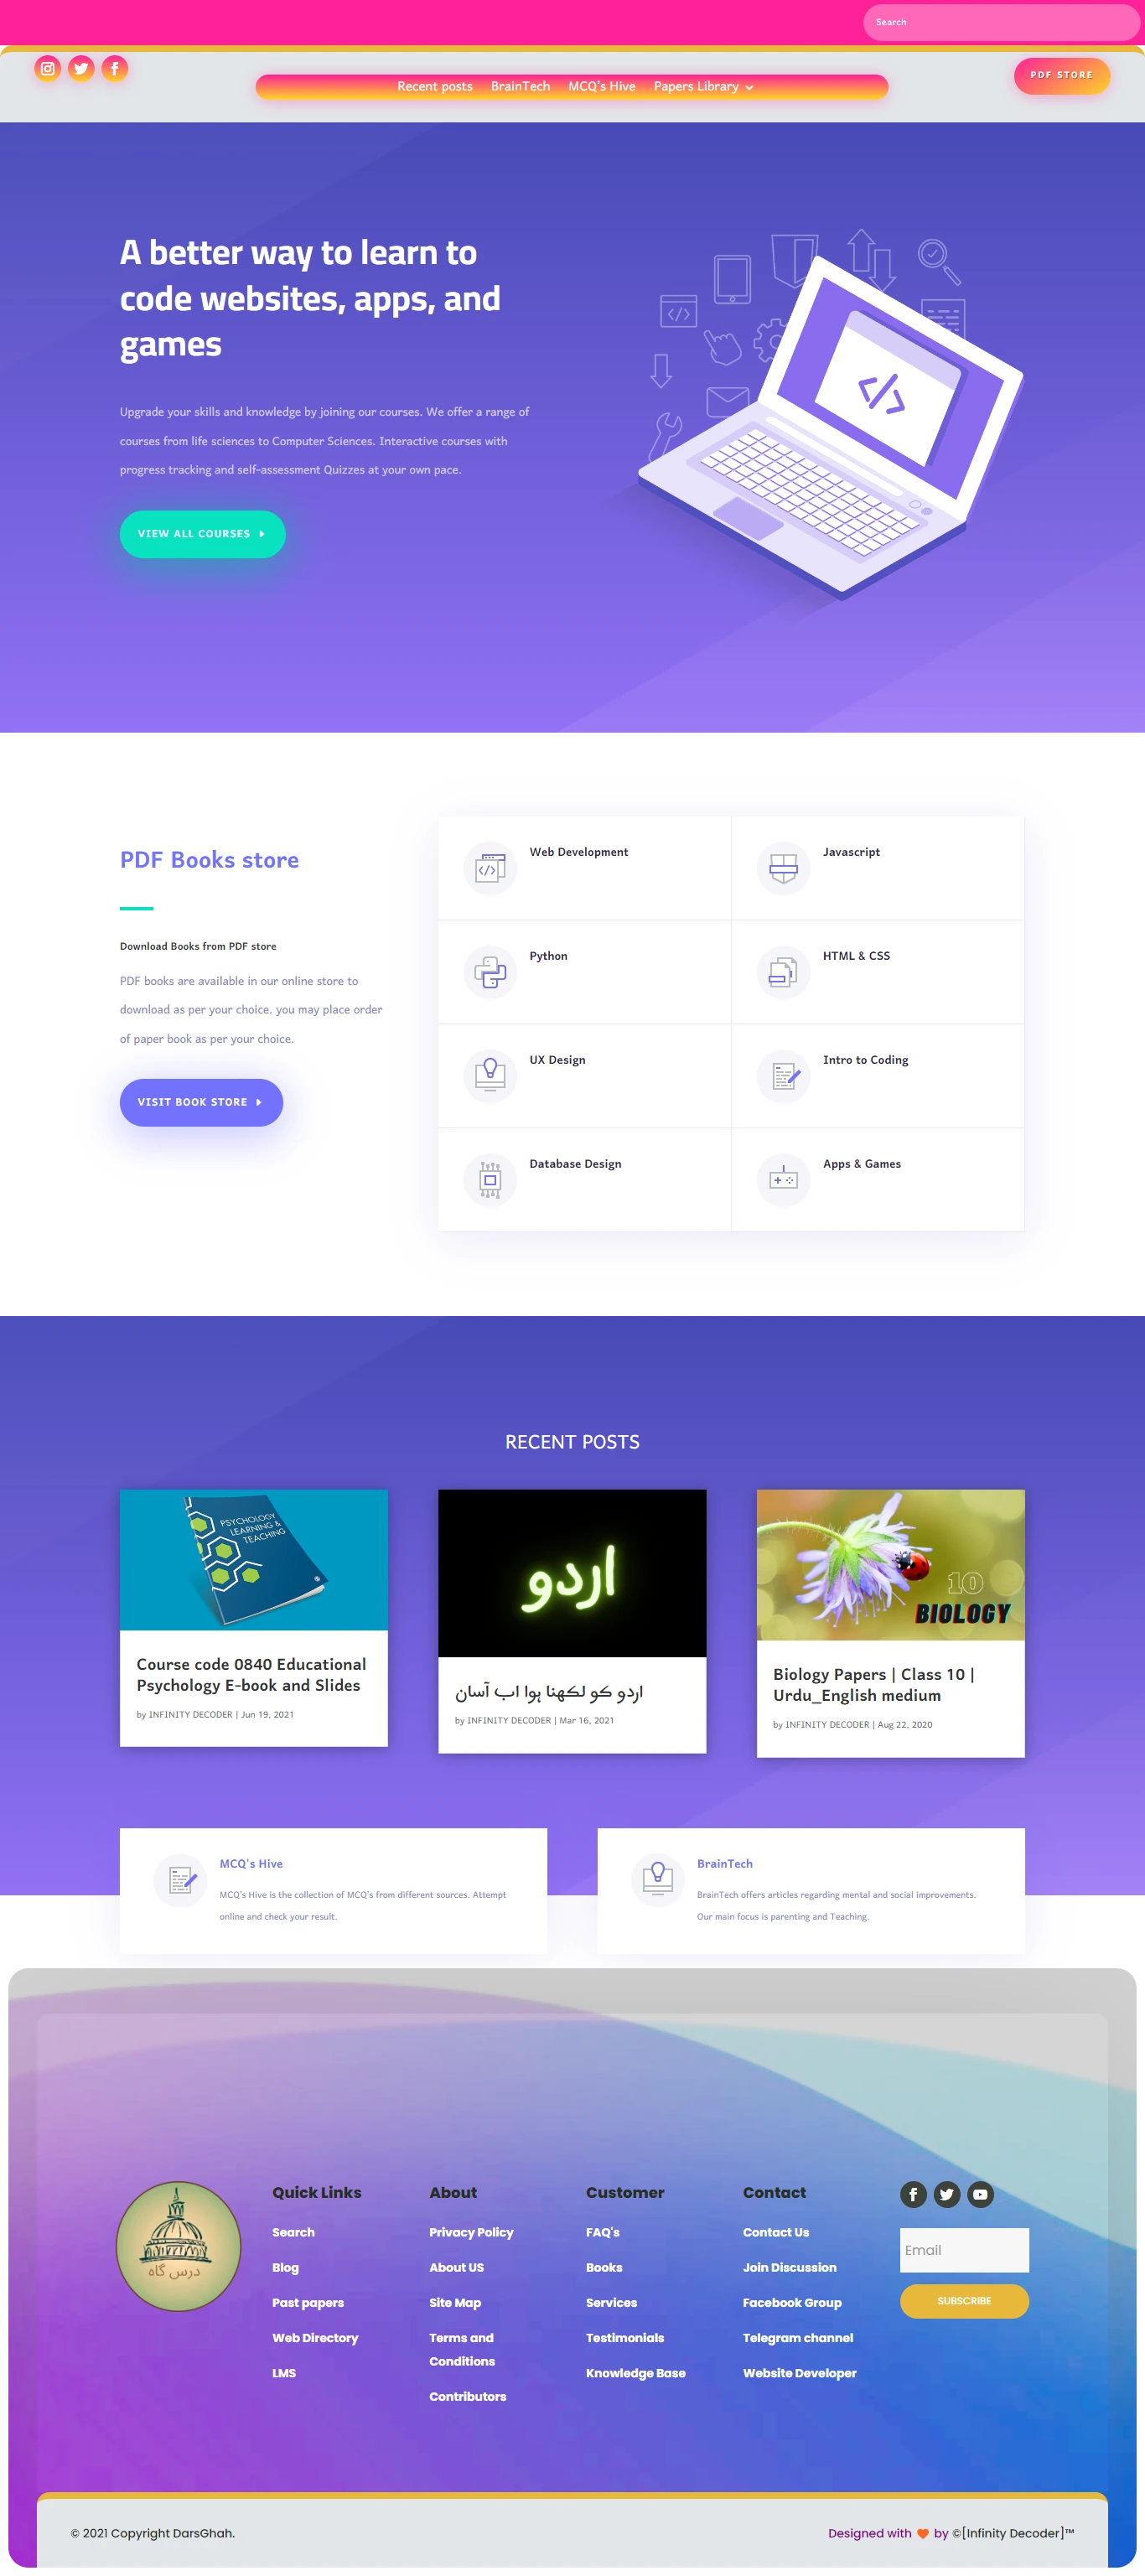 Search
Recent posts BrainTech MCQ's Hive Papers Library
PDF STORE
A better way to learn to
code websites, apps, and
games
Upgrade your skills and knowledge by joining our courses. We offer a range of
courses from life sciences to Computer Sciences. Interactive courses with
progress tracking and self-assessment Quizzes at your own pace.
VIEW ALL COURSES
PDF Books store
Download Books from PDF store
PDF books are available in our online store to
download as per your choice. you may place order
of paper book as per your choice.
VISIT BOOK STORE
Web Development
Javascript
Python
HTML & CSS
UX Design
Intro to Coding
Database Design
Apps & Games
RECENT POSTS
PSYCHOLOGY
LEARNING &
TEACHING
Course code 0840 Educational
Psychology E-book and Slides
by INFINITY DECODER | Jun 19, 2021
اردو
اردو کو لکھنا ہوا اب آسان
by INFINITY DECODER | Mar 16, 2021
10
BIOLOGY
Biology Papers | Class 10 |
Urdu_English medium
by INFINITY DECODER | Aug 22, 2020
MCQ's Hive
MCQ's Hive is the collection of MCQ's from different sources. Attempt
online and check your result.
BrainTech
BrainTech offers articles regarding mental and social improvements.
Our main focus is parenting and Teaching.
درس گاہ
Quick Links
Search
Blog
Past papers
Web Directory
LMS
About
Privacy Policy
About US
Site Map
Terms and
Conditions
Contributors
Customer
FAQ's
Books
Services
Testimonials
Knowledge Base
Contact
Contact Us
Join Discussion
Facebook Group
Telegram channel
Website Developer
Email
SUBSCRIBE
© 2021 Copyright DarsGhah.
Designed with 🧡 by ©[Infinity Decoder]™